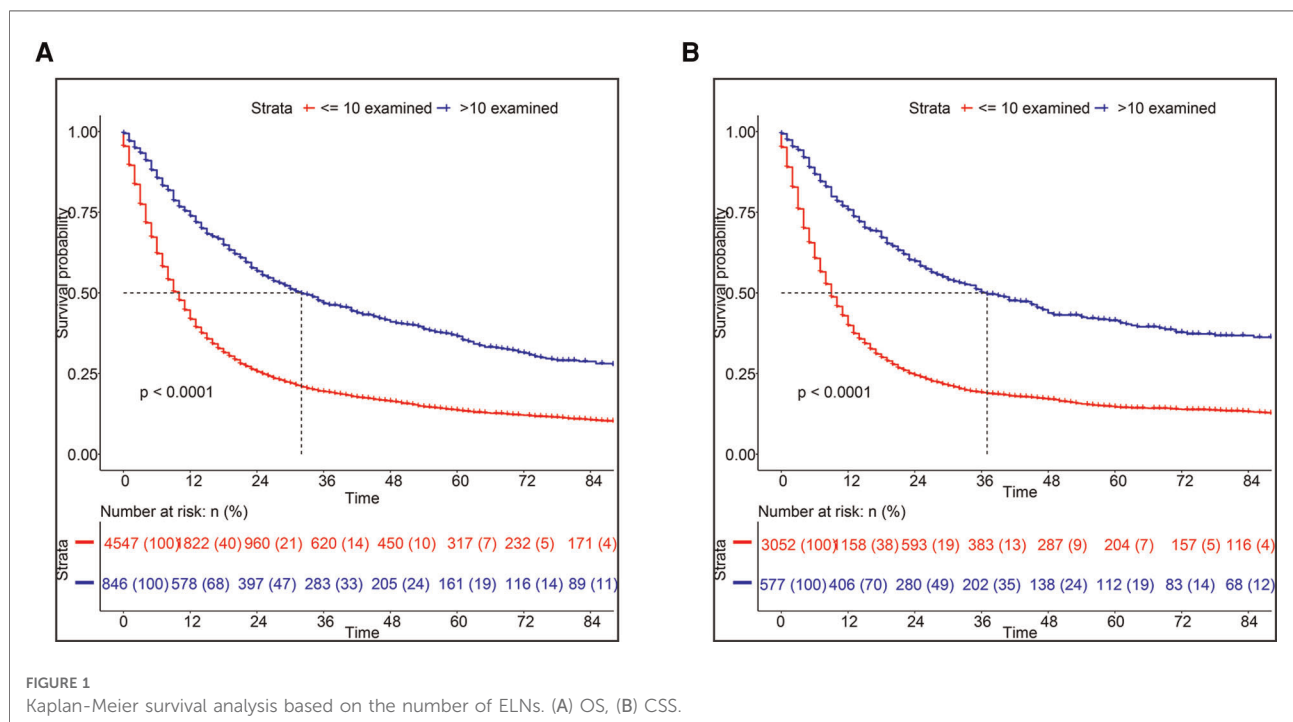 A
Strata <= 10 examined >10 examined
1.00
0.75
0.50
0.25
0.00
Survival probability
p < 0.0001
0 12 24 36 48 60 72 84
Time
Number at risk: n (%)
Strata
4547 (100) 1822 (40) 960 (21) 620 (14) 450 (10) 317 (7) 232 (5) 171 (4)
846 (100) 578 (68) 397 (47) 283 (33) 205 (24) 161 (19) 116 (14) 89 (11)
0 12 24 36 48 60 72 84
Time
B
Strata <= 10 examined >10 examined
1.00
0.75
0.50
0.25
0.00
Survival probability
p < 0.0001
0 12 24 36 48 60 72 84
Time
Number at risk: n (%)
Strata
3052 (100) 1158 (38) 593 (19) 383 (13) 287 (9) 204 (7) 157 (5) 116 (4)
577 (100) 406 (70) 280 (49) 202 (35) 138 (24) 112 (19) 83 (14) 68 (12)
0 12 24 36 48 60 72 84
Time
FIGURE 1
Kaplan-Meier survival analysis based on the number of ELNs. (A) OS, (B) CSS.